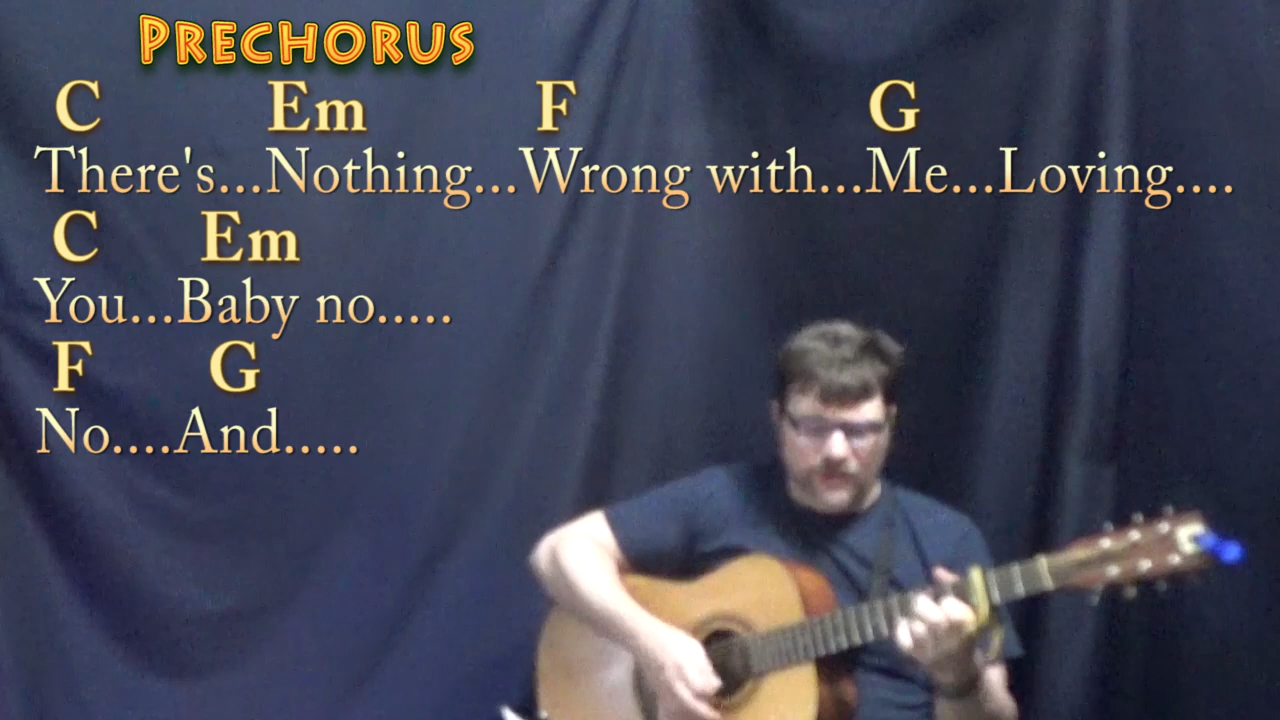 PRECHORUS
C Em F G
There's...Nothing...Wrong with...Me...Loving....
C Em
You...Baby no.....
F G
No....And.....